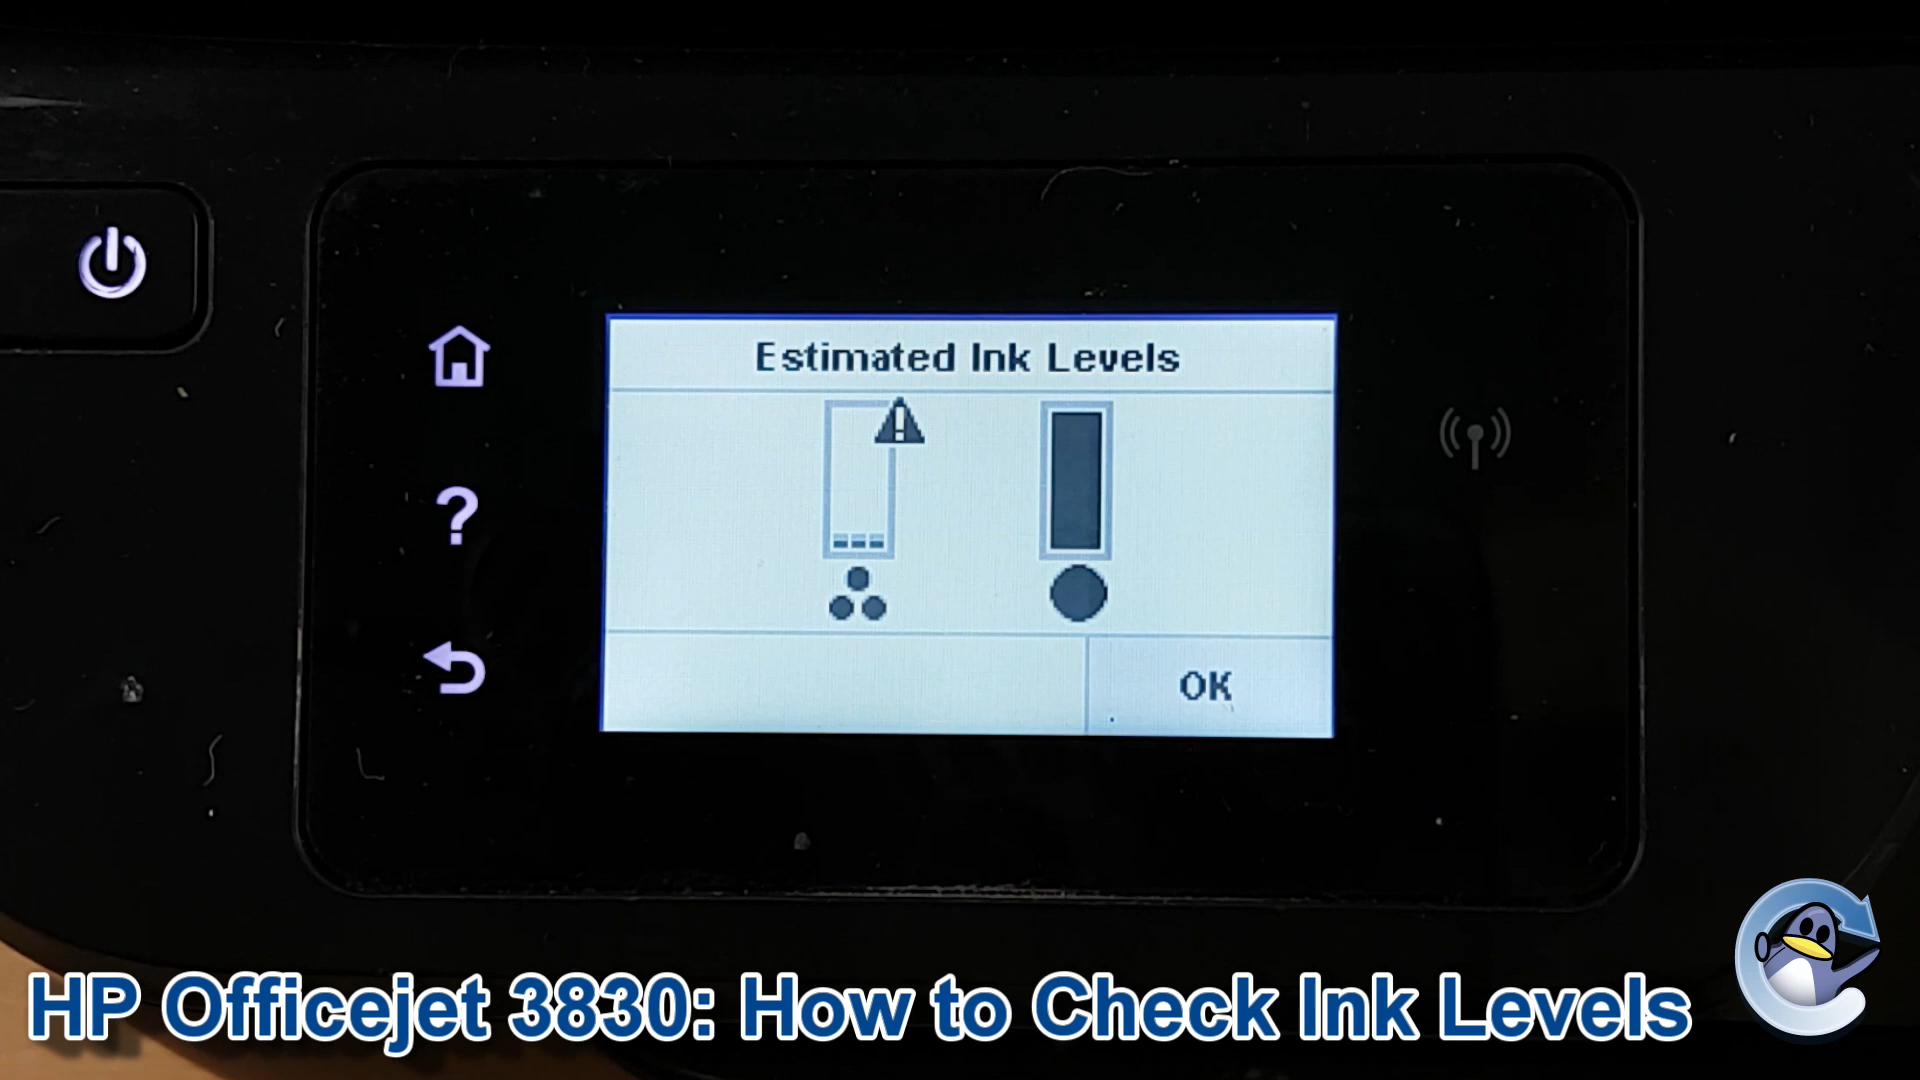 Estimated Ink Levels
?
OK
HP Officejet 3830: How to Check Ink Levels